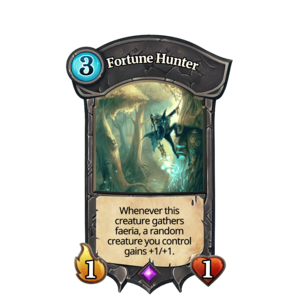 3
Fortune Hunter
Whenever this
creature gathers
faeria, a random
creature you control
gains +1/+1.
1
1